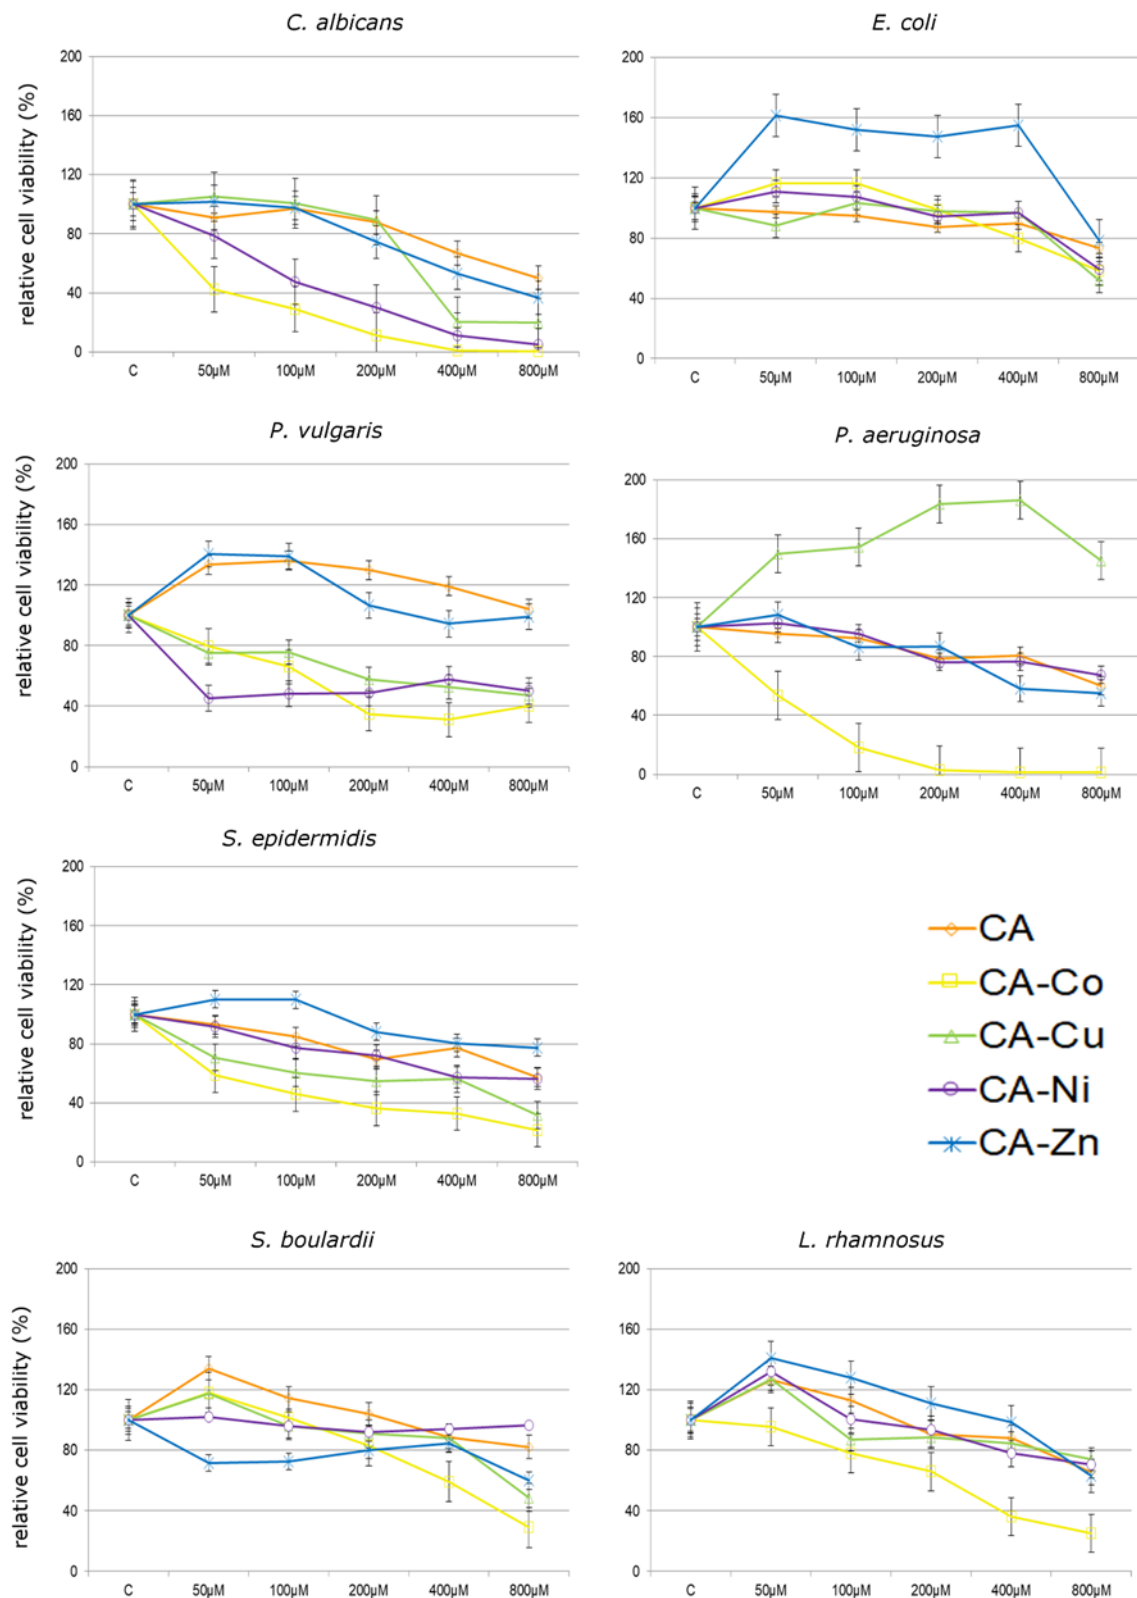 C. albicans
E. coli
relative cell viability (%)
200
160
120
80
40
0
C 50µM 100µM 200µM 400µM 800µM
200
160
120
80
40
0
C 50µM 100µM 200µM 400µM 800µM
P. vulgaris
P. aeruginosa
relative cell viability (%)
200
160
120
80
40
0
C 50µM 100µM 200µM 400µM 800µM
200
160
120
80
40
0
C 50µM 100µM 200µM 400µM 800µM
S. epidermidis
relative cell viability (%)
200
160
120
80
40
0
C 50µM 100µM 200µM 400µM 800µM
CA
CA-Co
CA-Cu
CA-Ni
CA-Zn
S. boulardii
L. rhamnosus
relative cell viability (%)
200
160
120
80
40
0
C 50µM 100µM 200µM 400µM 800µM
200
160
120
80
40
0
C 50µM 100µM 200µM 400µM 800µM